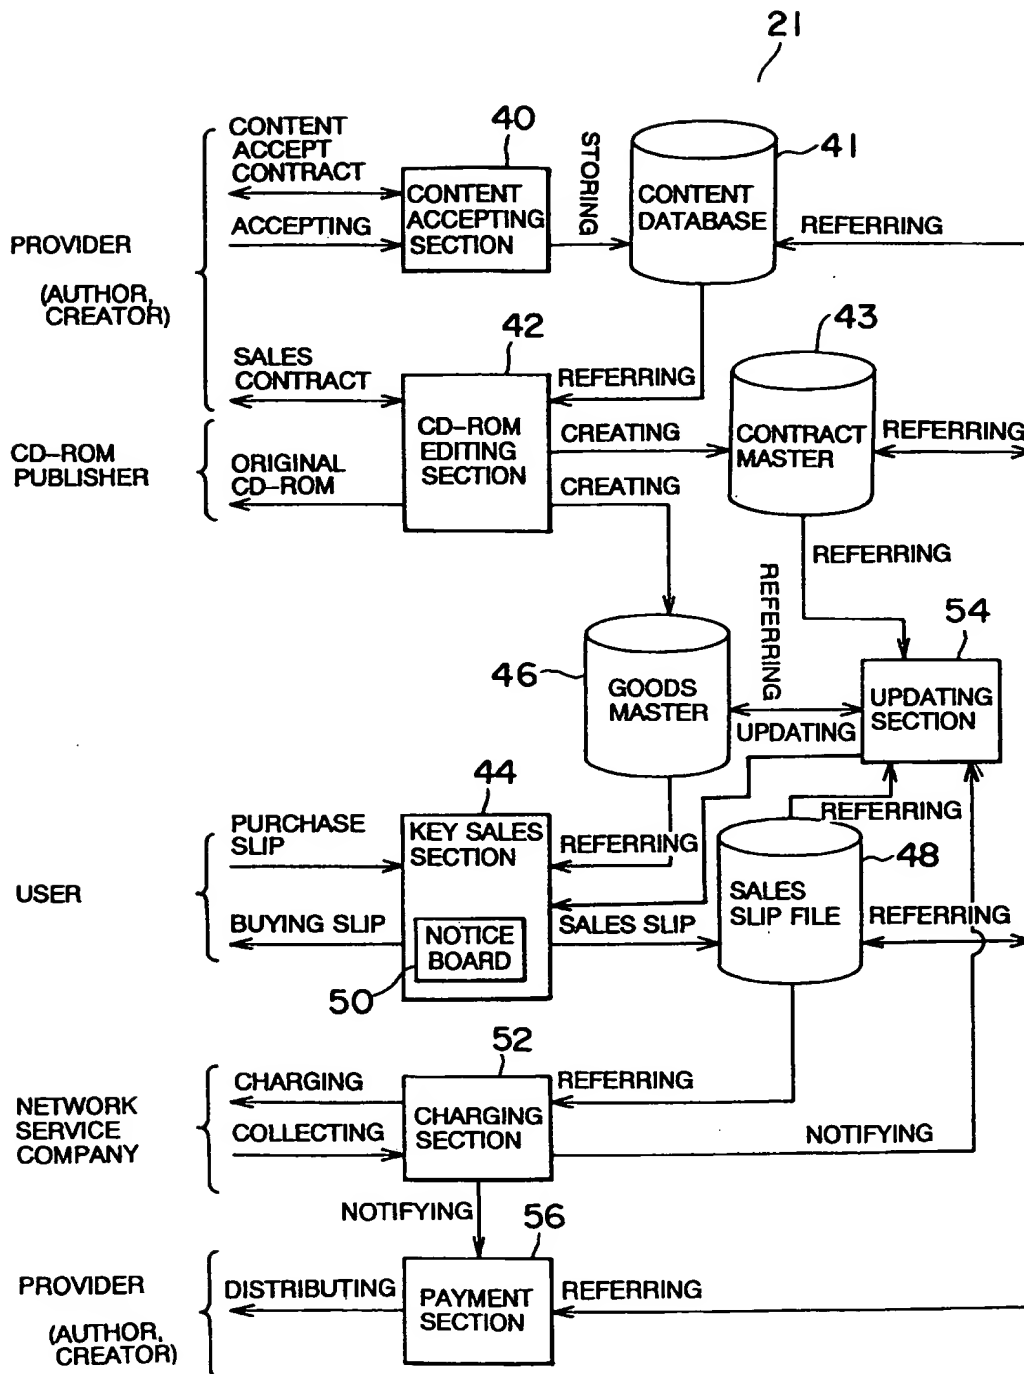 21
CONTENT
ACCEPT
CONTRACT
40
STORING
41
CONTENT
ACCEPTING
SECTION
CONTENT
DATABASE
ACCEPTING
REFERRING
PROVIDER
(AUTHOR,
CREATOR)
42
43
SALES
CONTRACT
REFERRING
CD-ROM
EDITING
SECTION
CREATING
CONTRACT
MASTER
REFERRING
CD-ROM
PUBLISHER
ORIGINAL
CD-ROM
CREATING
REFERRING
REFERRING
54
46
GOODS
MASTER
UPDATING
SECTION
UPDATING
44
PURCHASE
SLIP
KEY SALES
SECTION
REFERRING
REFERRING
48
USER
SALES
SLIP FILE
BUYING SLIP
NOTICE
BOARD
SALES SLIP
REFERRING
50
52
NETWORK
SERVICE
COMPANY
CHARGING
REFERRING
CHARGING
SECTION
COLLECTING
NOTIFYING
NOTIFYING
56
PROVIDER
(AUTHOR,
CREATOR)
DISTRIBUTING
PAYMENT
SECTION
REFERRING